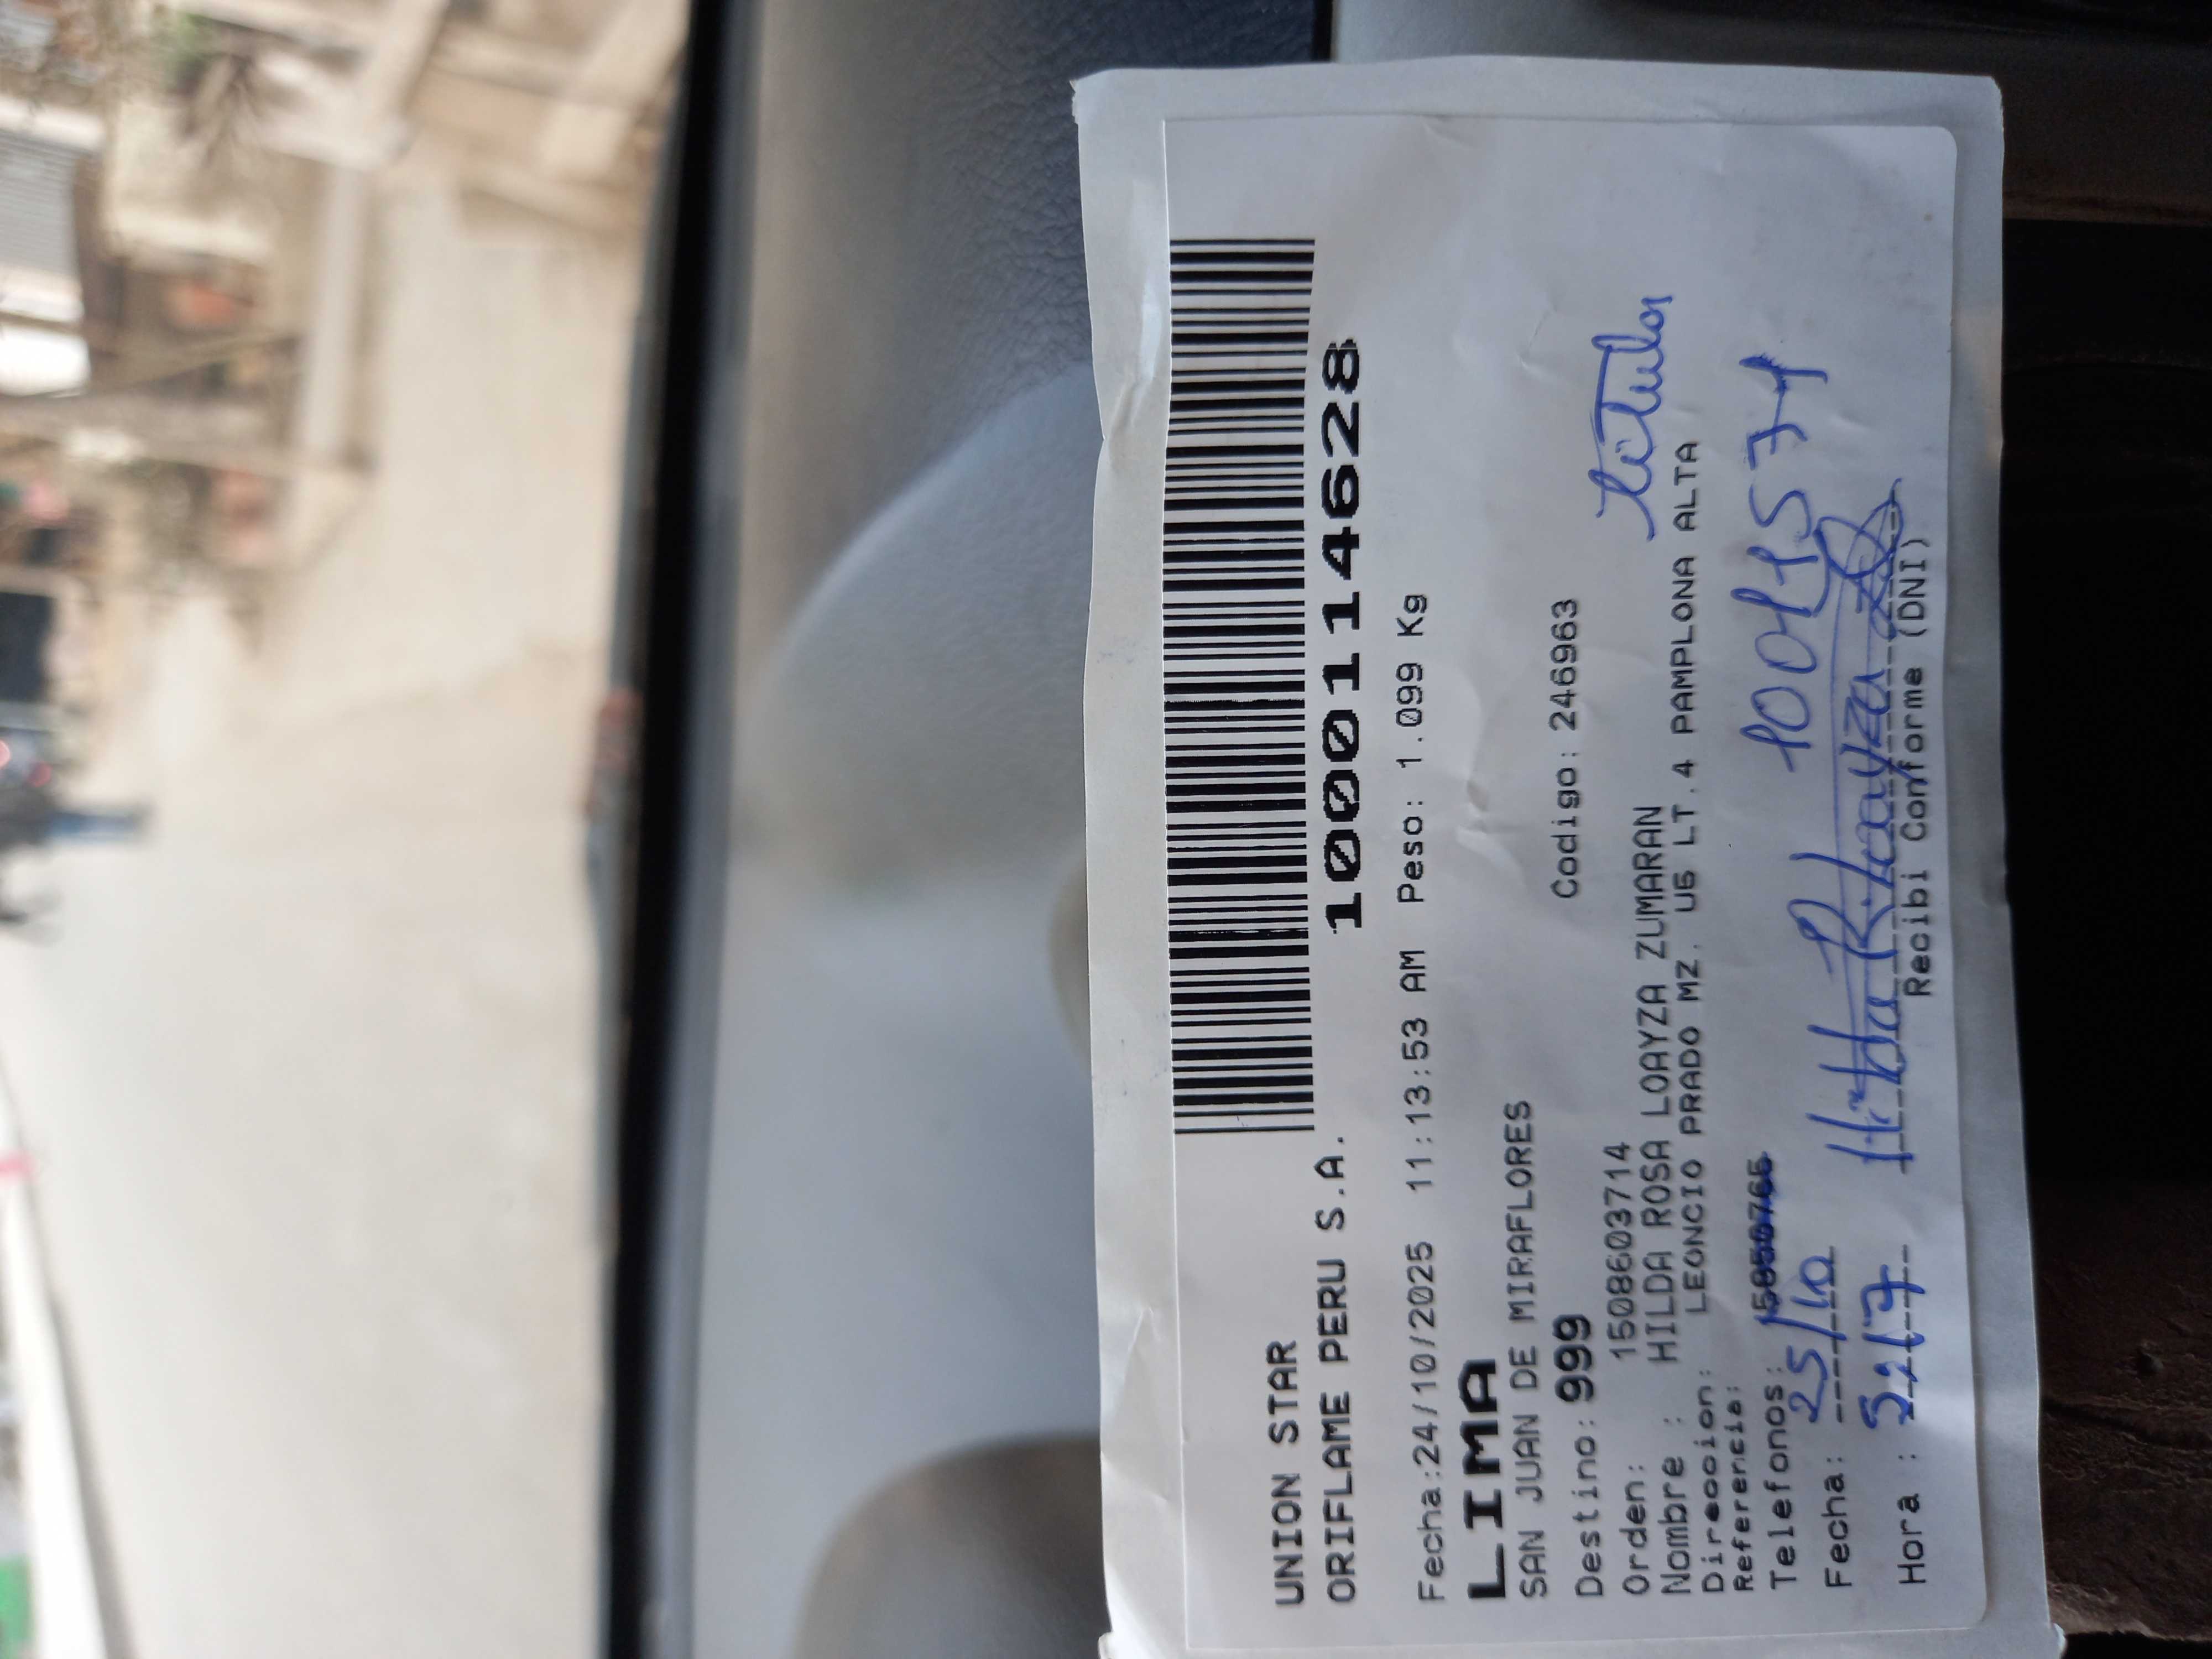 UNION STAR
ORIFLAME PERU S.A.
10001114628
Fecha:24/10/2025 11:13:53 AM Peso: 1.099 Kg
LIMA
SAN JUAN DE MIRAFLORES
Destino: 999 Codigo: 246963
Orden: 1508603714
Nombre : HILDA ROSA LOAYZA ZUMARAN
titular
Direccion: LEONCIO PRADO MZ. U6 LT.4 PAMPLONA ALTA
Referencia:
Telefonos:
Fecha: 25/10
Hilda R. Loayza
Hora :
Recibi Conforme (DNI)